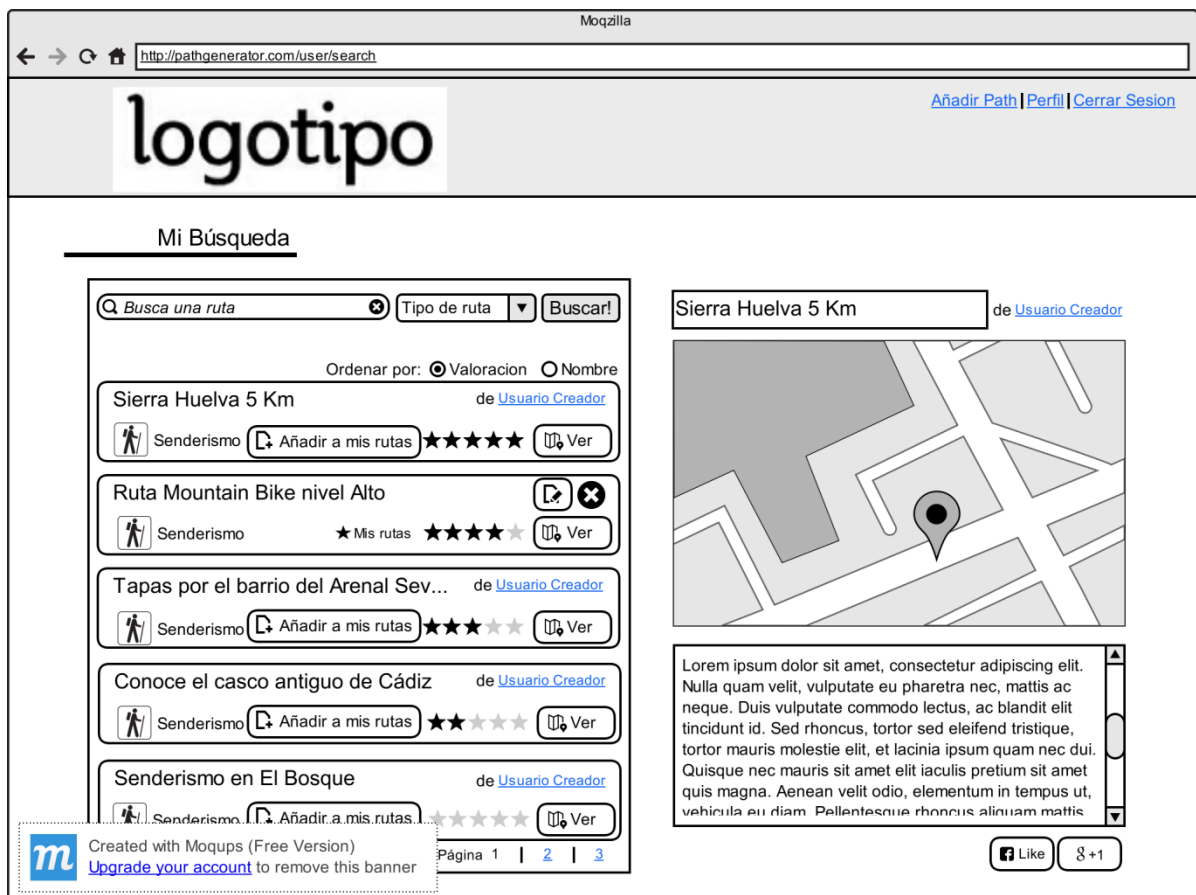 Moqzilla
http://pathgenerator.com/user/search
logotipo
Añadir Path | Perfil | Cerrar Sesion
Mi Búsqueda
Busca una ruta
Tipo de ruta
Buscar!
Ordenar por: Valoracion Nombre
Sierra Huelva 5 Km
de Usuario Creador
Senderismo
Añadir a mis rutas
Ver
Ruta Mountain Bike nivel Alto
Senderismo
Mis rutas
Ver
Tapas por el barrio del Arenal Sev...
de Usuario Creador
Senderismo
Añadir a mis rutas
Ver
Conoce el casco antiguo de Cádiz
de Usuario Creador
Senderismo
Añadir a mis rutas
Ver
Senderismo en El Bosque
de Usuario Creador
Senderismo
Añadir a mis rutas
Ver
Página 1 | 2 | 3
Sierra Huelva 5 Km
de Usuario Creador
Lorem ipsum dolor sit amet, consectetur adipiscing elit.
Nulla quam velit, vulputate eu pharetra nec, mattis ac
neque. Duis vulputate commodo lectus, ac blandit elit
tincidunt id. Sed rhoncus, tortor sed eleifend tristique,
tortor mauris molestie elit, et lacinia ipsum quam nec dui.
Quisque nec mauris sit amet elit iaculis pretium sit amet
quis magna. Aenean velit odio, elementum in tempus ut,
vehicula eu diam. Pellentesque rhoncus aliquam mattis.
Like
g+1
m
Created with Moqups (Free Version)
Upgrade your account to remove this banner